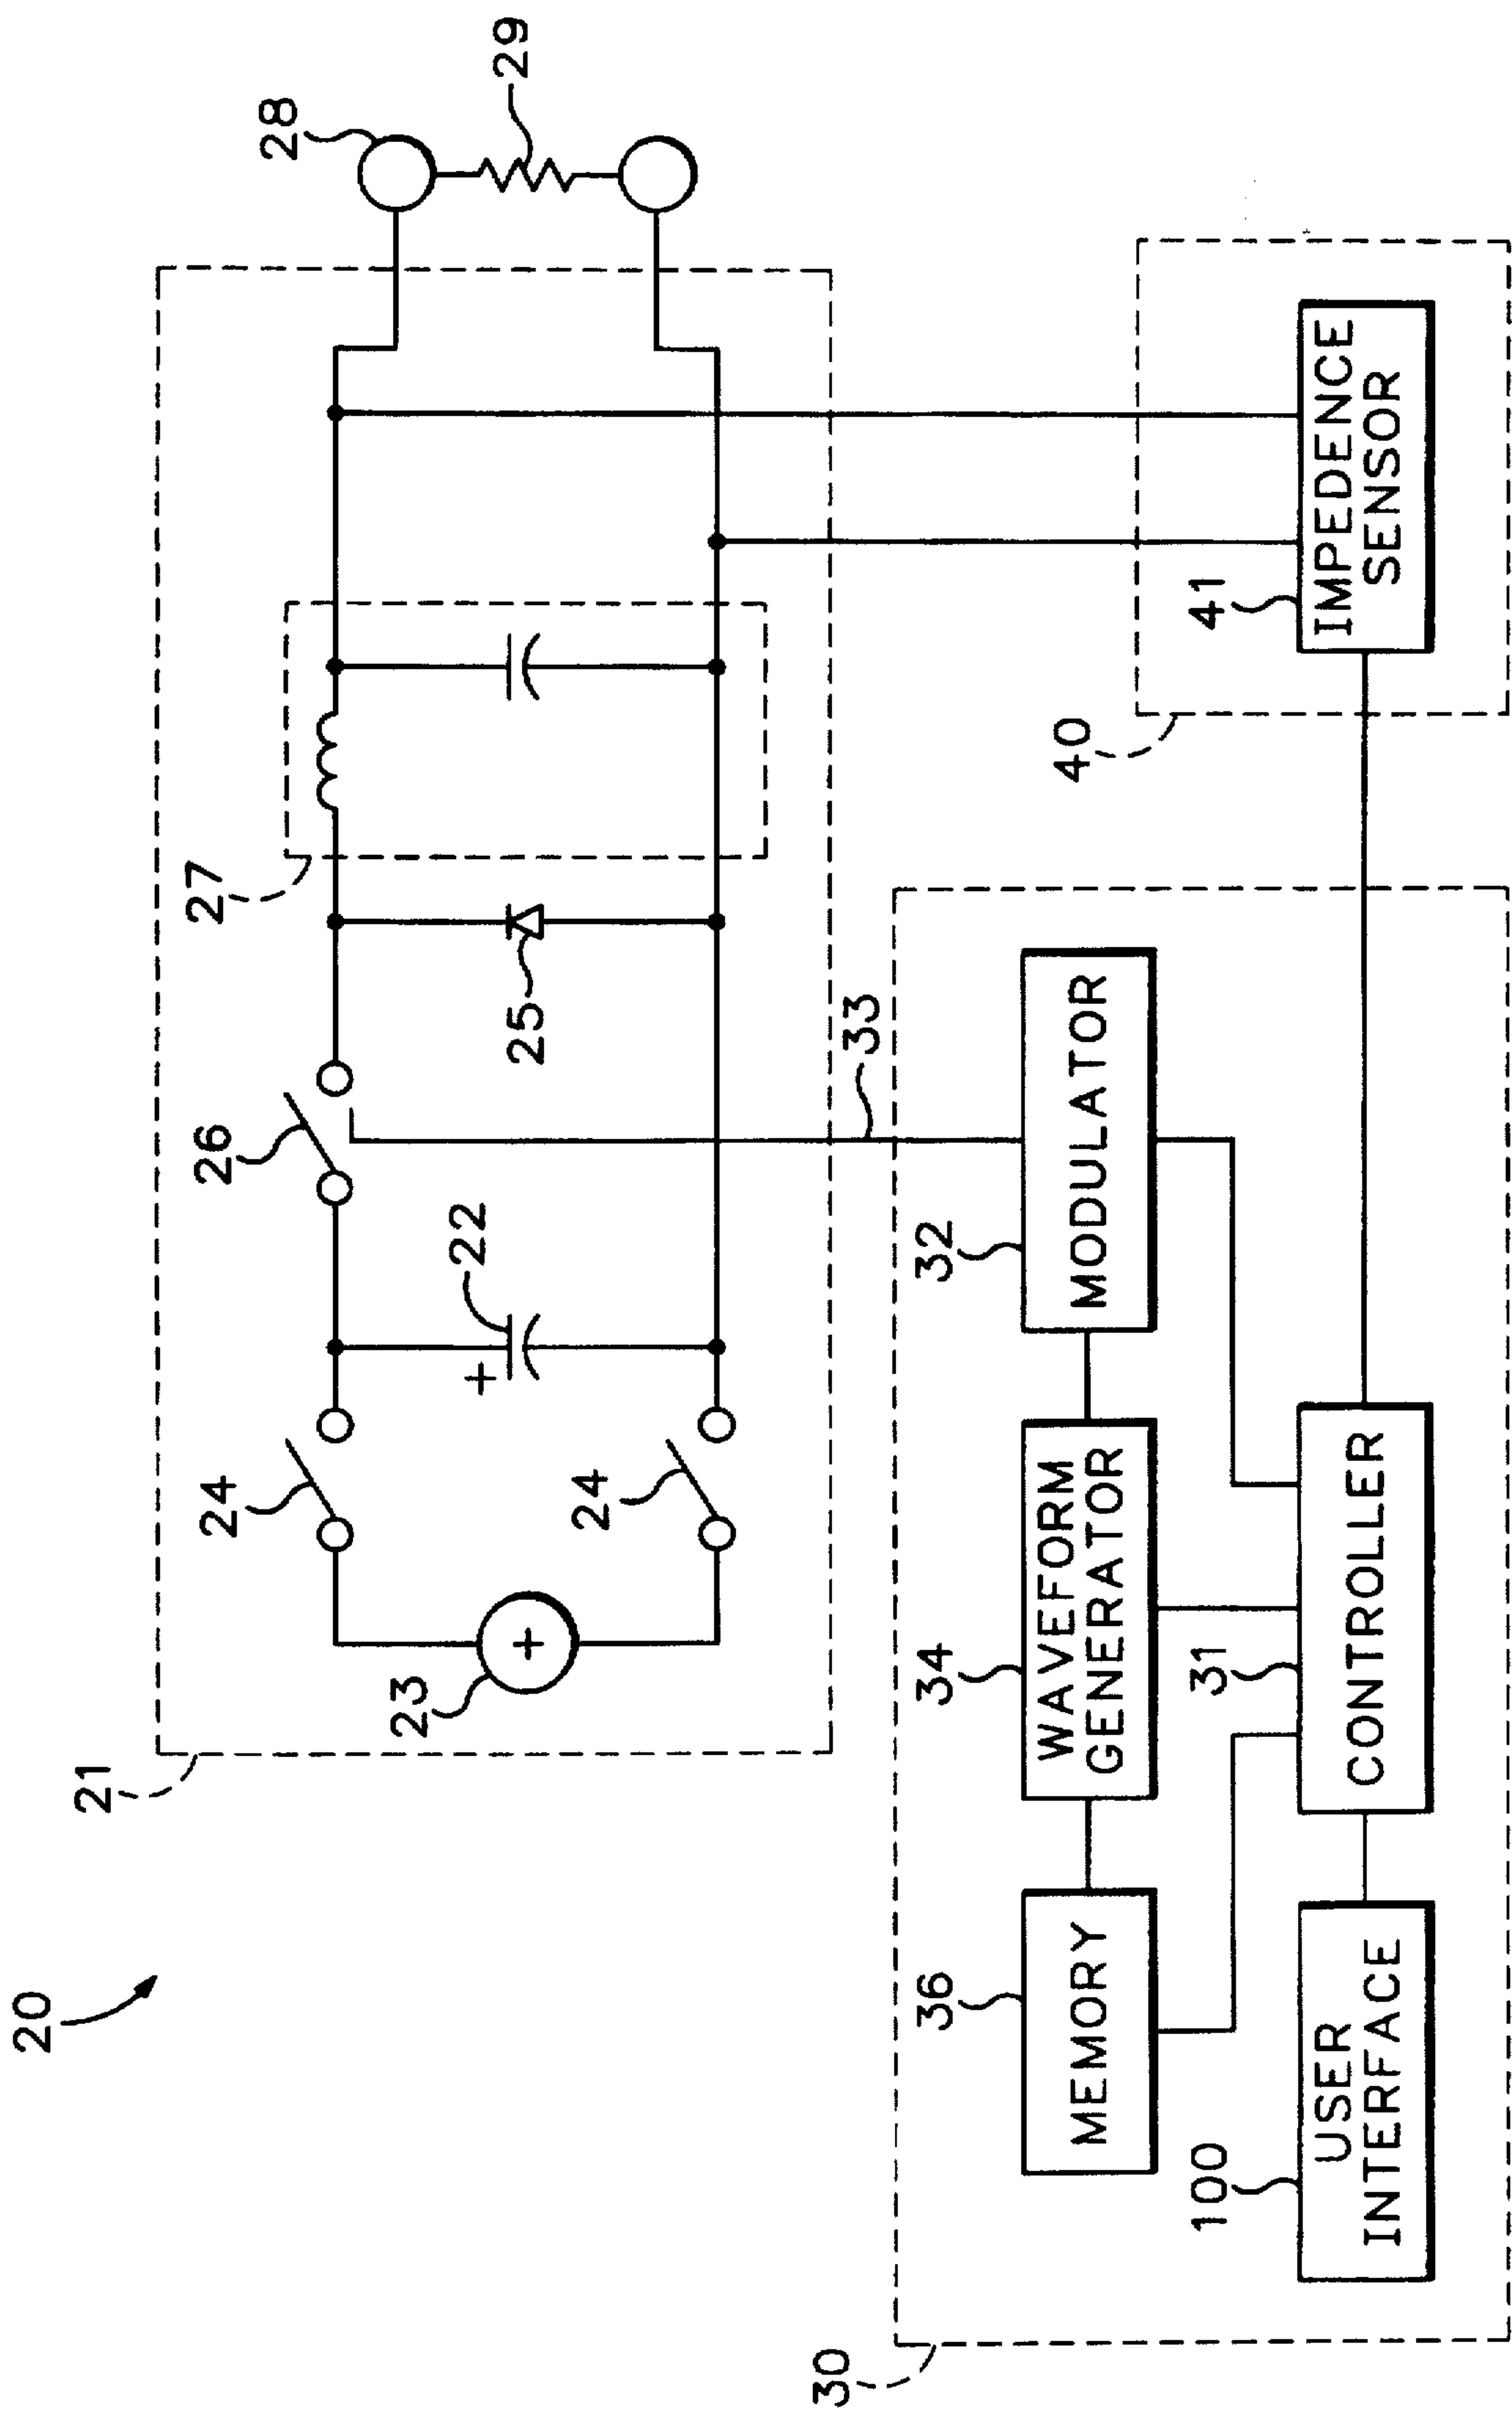 20
21
23
24
24
+
22
+
26
25
27
28
29
33
30
36
MEMORY
34
WAVEFORM
GENERATOR
32
MODULATOR
100
USER
INTERFACE
31
CONTROLLER
40
41
IMPEDENCE
SENSOR